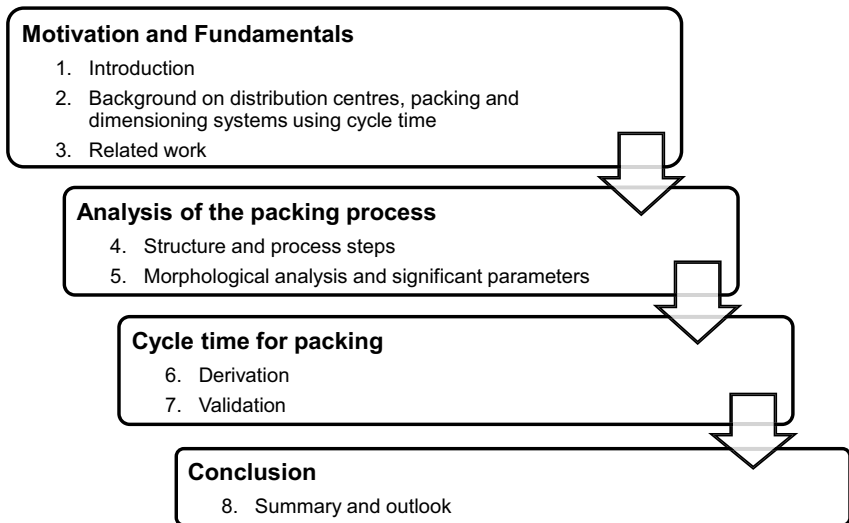 Motivation and Fundamentals
1. Introduction
2. Background on distribution centres, packing and
dimensioning systems using cycle time
3. Related work
Analysis of the packing process
4. Structure and process steps
5. Morphological analysis and significant parameters
Cycle time for packing
6. Derivation
7. Validation
Conclusion
8. Summary and outlook